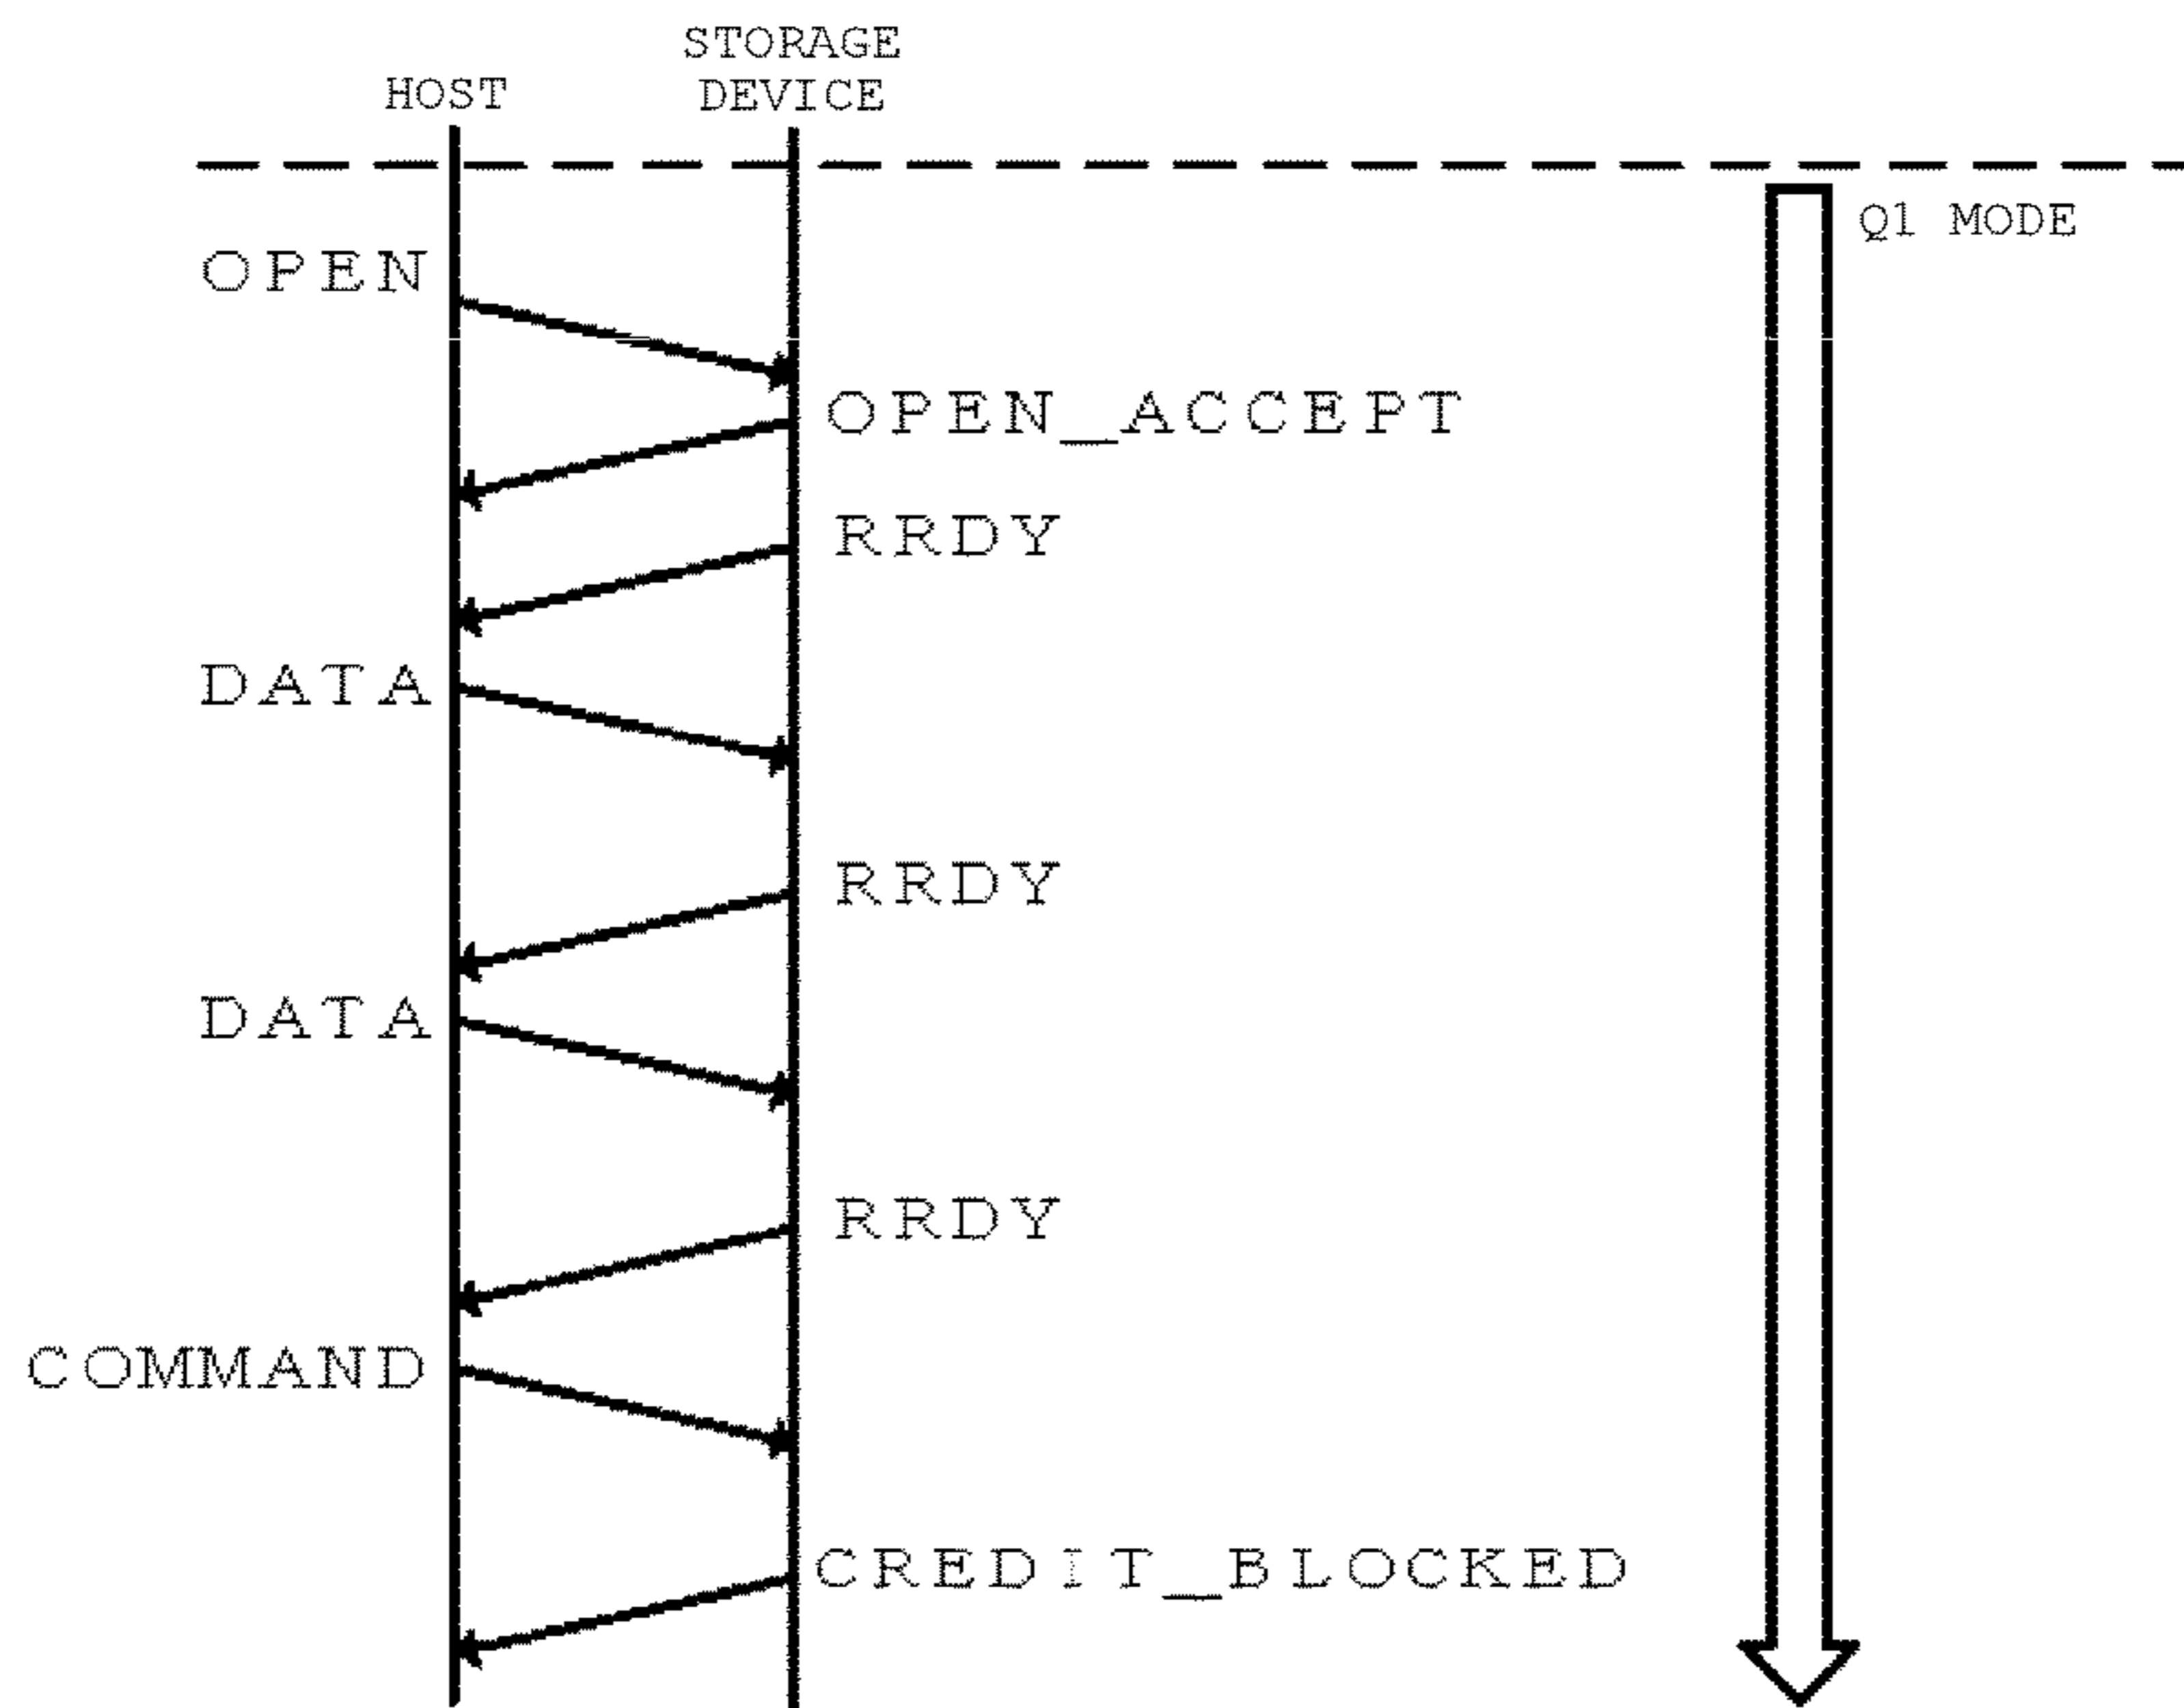 STORAGE
DEVICE
HOST
Q1 MODE
OPEN
OPEN_ACCEPT
RRDY
DATA
RRDY
DATA
RRDY
COMMAND
CREDIT_BLOCKED